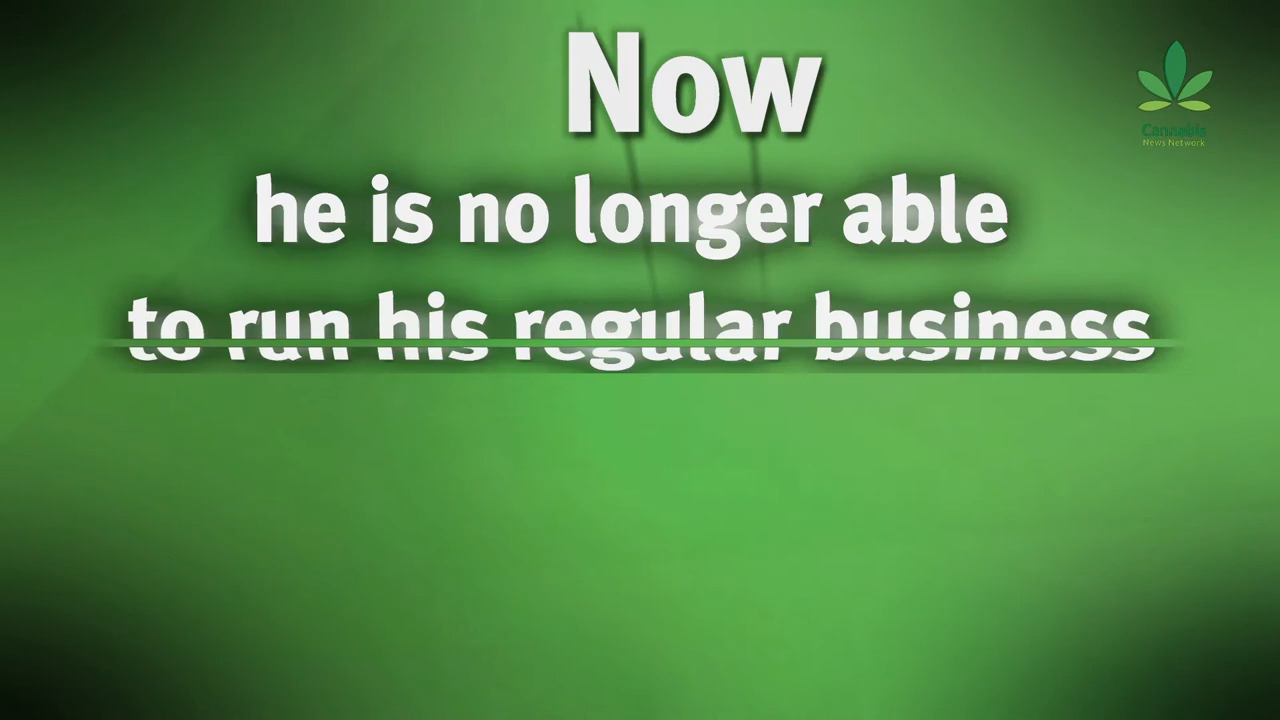 Now
he is no longer able
to run his regular business
Cannabis
News Network